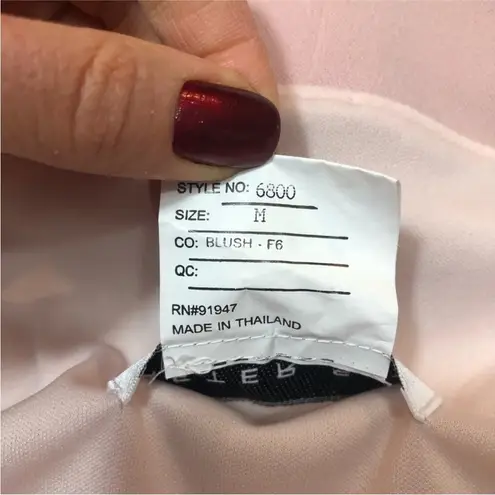 STYLE NO: 6800
SIZE: M
CO: BLUSH - F6
QC:
RN#91947
MADE IN THAILAND